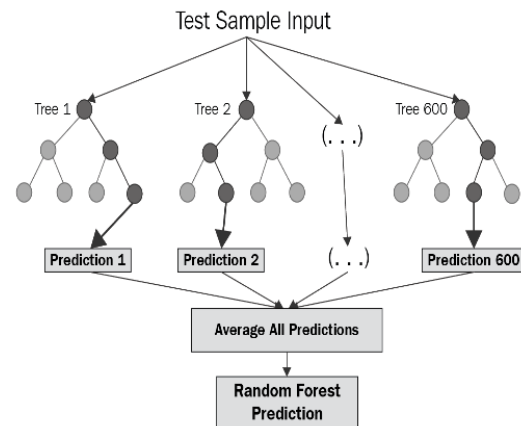 Test Sample Input
Tree 1
Tree 2
Tree 600
(. . .)
Prediction 1
Prediction 2
(. . .)
Prediction 600
Average All Predictions
Random Forest
Prediction